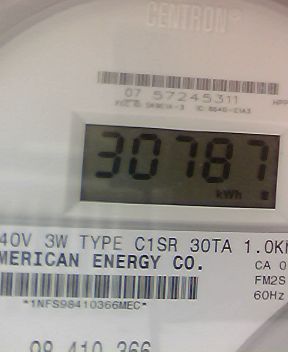 CENTRON®
07 57245311
30787
kWh
40V 3W TYPE C1SR 30TA 1.0K
MERICAN ENERGY CO.
CA 0
FM2S
60Hz
*1NFS98410366MEC*
98 410 366